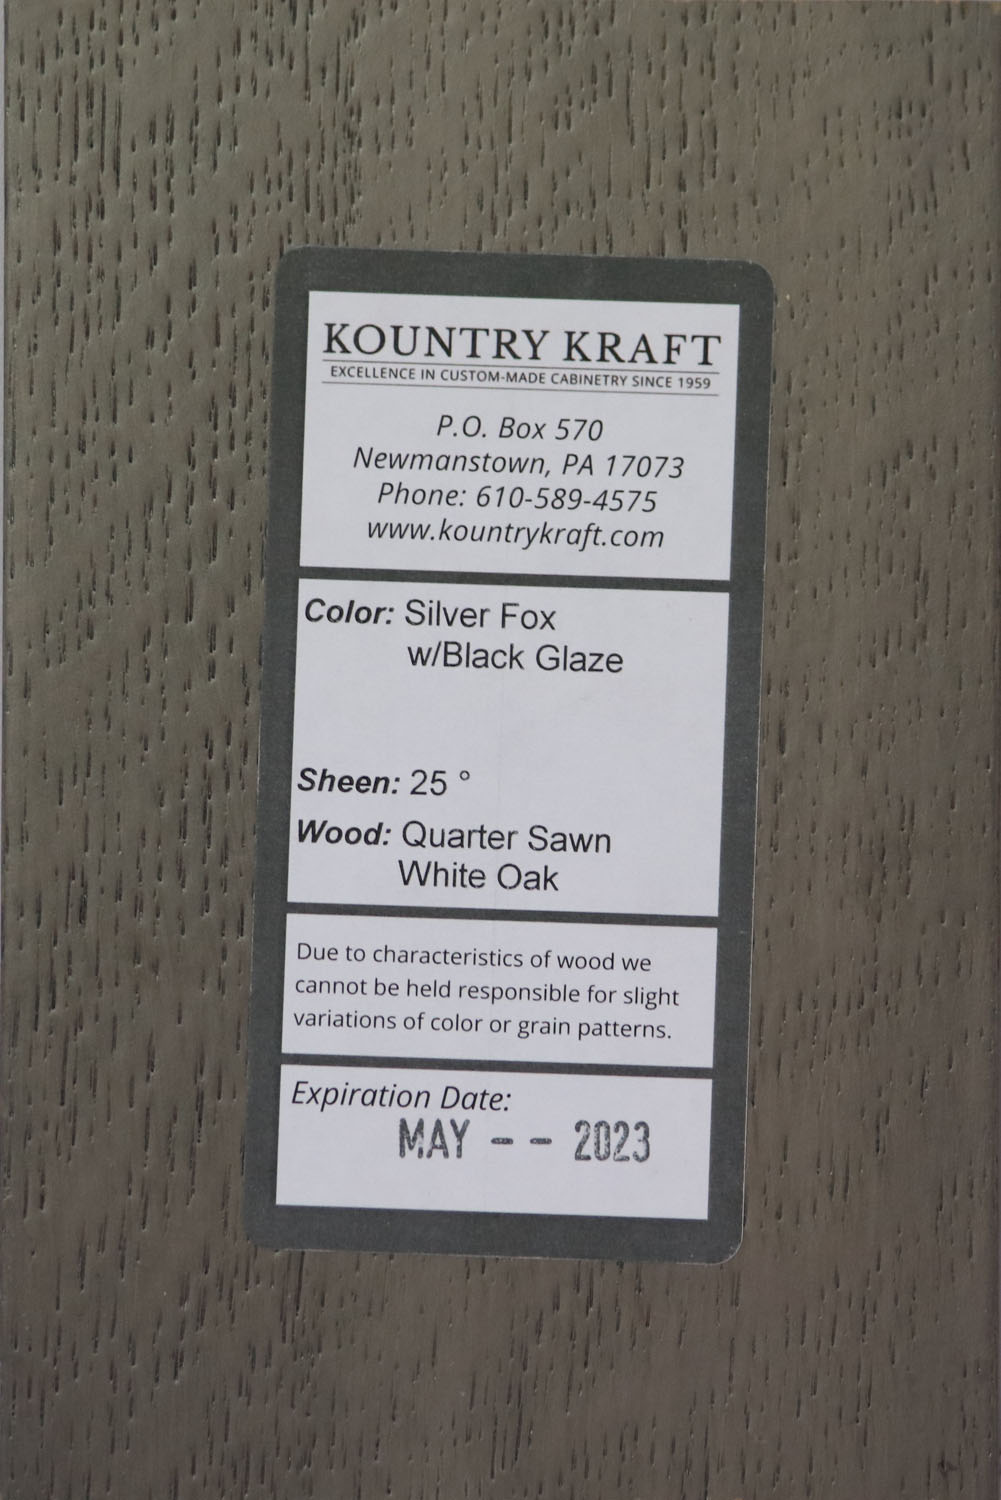 KOUNTRY KRAFT
EXCELLENCE IN CUSTOM-MADE CABINETRY SINCE 1959
P.O. Box 570
Newmanstown, PA 17073
Phone: 610-589-4575
www.kountrykraft.com
Color: Silver Fox
w/Black Glaze
Sheen: 25 °
Wood: Quarter Sawn
White Oak
Due to characteristics of wood we
cannot be held responsible for slight
variations of color or grain patterns.
Expiration Date:
MAY -- 2023